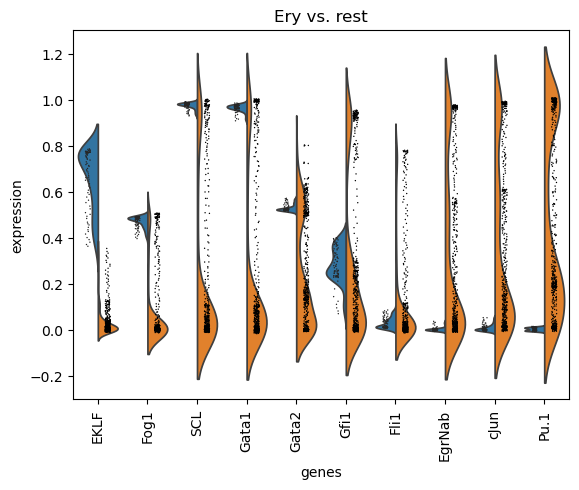 Ery vs. rest
expression
1.2
1.0
0.8
0.6
0.4
0.2
0.0
−0.2
EKLF
Fog1
SCL
Gata1
Gata2
Gfi1
Fli1
EgrNab
cJun
Pu.1
genes